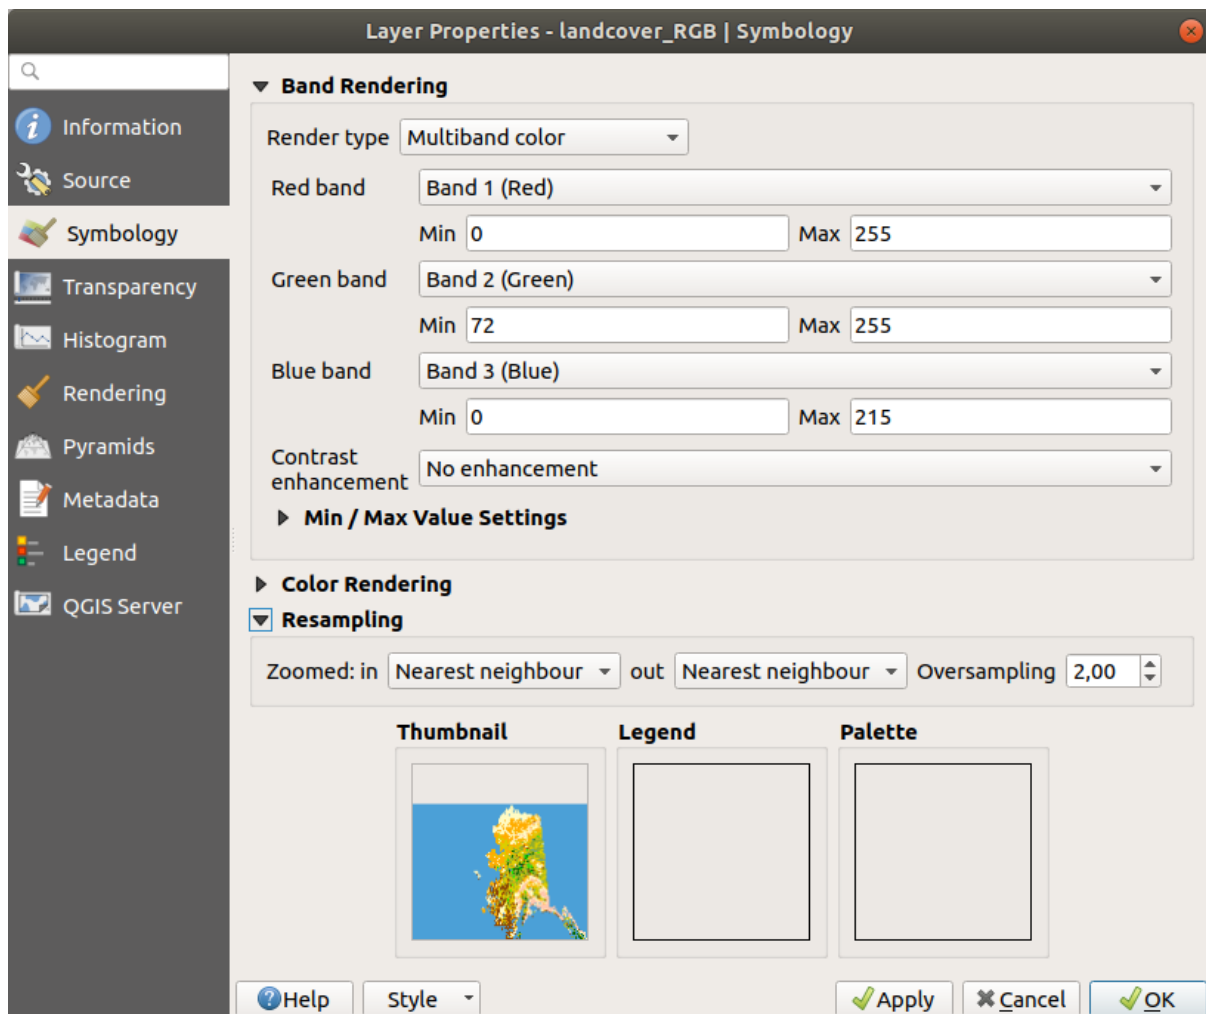 Layer Properties - landcover_RGB | Symbology
Information
Source
Symbology
Transparency
Histogram
Rendering
Pyramids
Metadata
Legend
QGIS Server
Band Rendering
Render type Multiband color
Red band Band 1 (Red)
Min 0 Max 255
Green band Band 2 (Green)
Min 72 Max 255
Blue band Band 3 (Blue)
Min 0 Max 215
Contrast
enhancement No enhancement
Min / Max Value Settings
Color Rendering
Resampling
Zoomed: in Nearest neighbour out Nearest neighbour Oversampling 2,00
Thumbnail Legend Palette
Help Style Apply Cancel OK